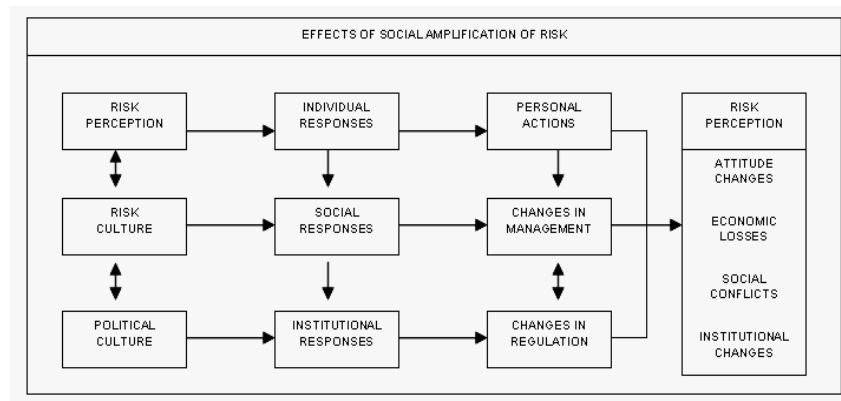 EFFECTS OF SOCIAL AMPLIFICATION OF RISK
RISK
PERCEPTION
INDIVIDUAL
RESPONSES
PERSONAL
ACTIONS
RISK
PERCEPTION
ATTITUDE
CHANGES
RISK
CULTURE
SOCIAL
RESPONSES
CHANGES IN
MANAGEMENT
ECONOMIC
LOSSES
SOCIAL
CONFLICTS
POLITICAL
CULTURE
INSTITUTIONAL
RESPONSES
CHANGES IN
REGULATION
INSTITUTIONAL
CHANGES